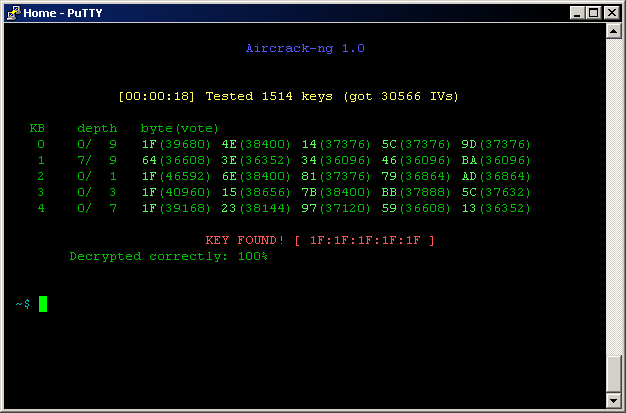 Home - PuTTY
Aircrack-ng 1.0
[00:00:18] Tested 1514 keys (got 30566 IVs)
KB depth byte(vote)
0 0/ 9 1F(39680) 4E(38400) 14(37376) 5C(37376) 9D(37376)
1 7/ 9 64(36608) 3E(36352) 34(36096) 46(36096) BA(36096)
2 0/ 1 1F(46592) 6E(38400) 81(37376) 79(36864) AD(36864)
3 0/ 3 1F(40960) 15(38656) 7B(38400) BB(37888) 5C(37632)
4 0/ 7 1F(39168) 23(38144) 97(37120) 59(36608) 13(36352)
KEY FOUND! [ 1F:1F:1F:1F:1F ]
Decrypted correctly: 100%
~$